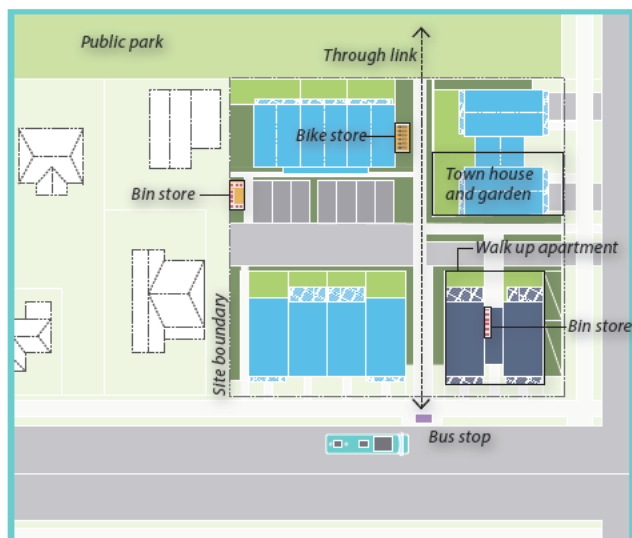 Public park
Through link
Bike store
Bin store
Town house
and garden
Walk up apartment
Bin store
Site boundary
Bus stop